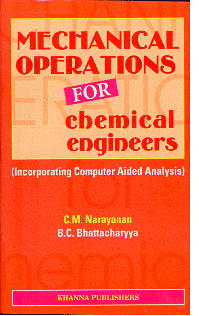 MECHANICAL
OPERATIONS
FOR
chemical
engineers
(Incorporating Computer Aided Analysis)
C.M. Narayanan
B.C. Bhattacharyya
KHANNA PUBLISHERS